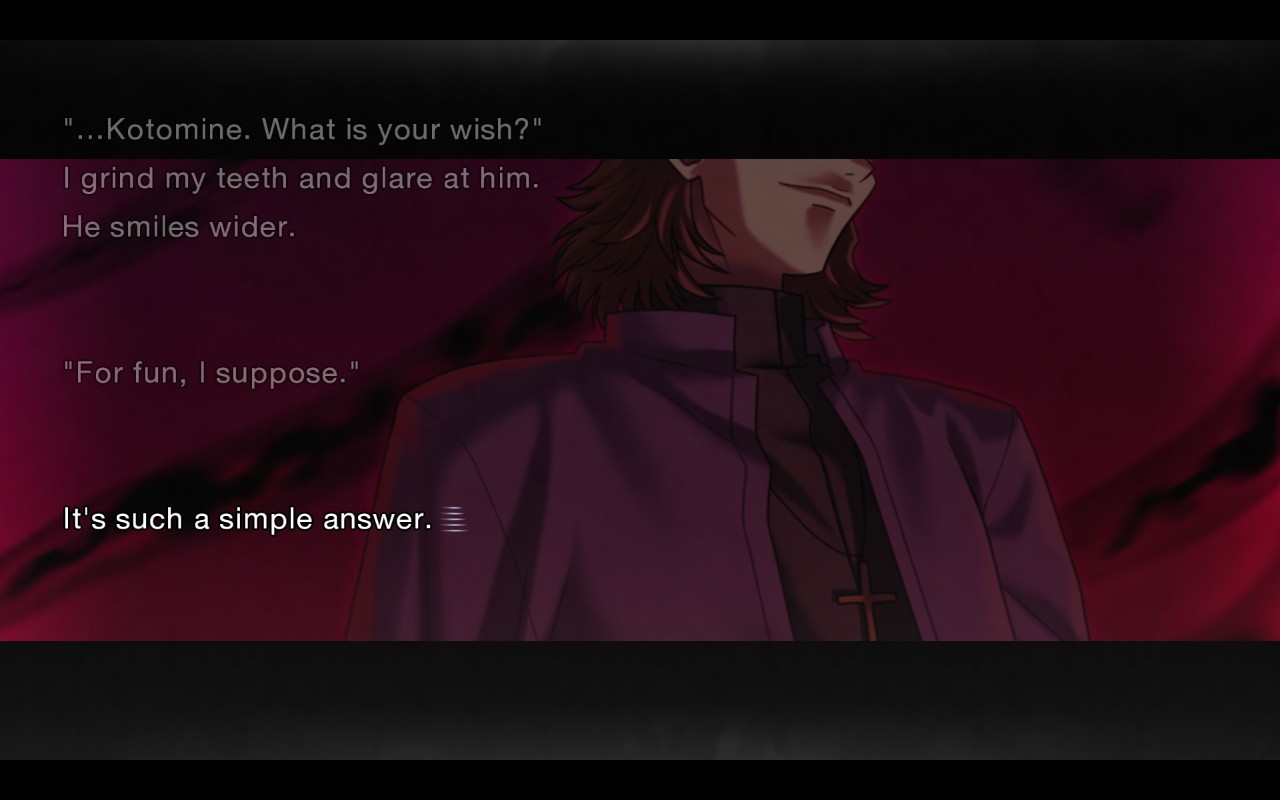 "…Kotomine. What is your wish?"
I grind my teeth and glare at him.
He smiles wider.
"For fun, I suppose."
It's such a simple answer.